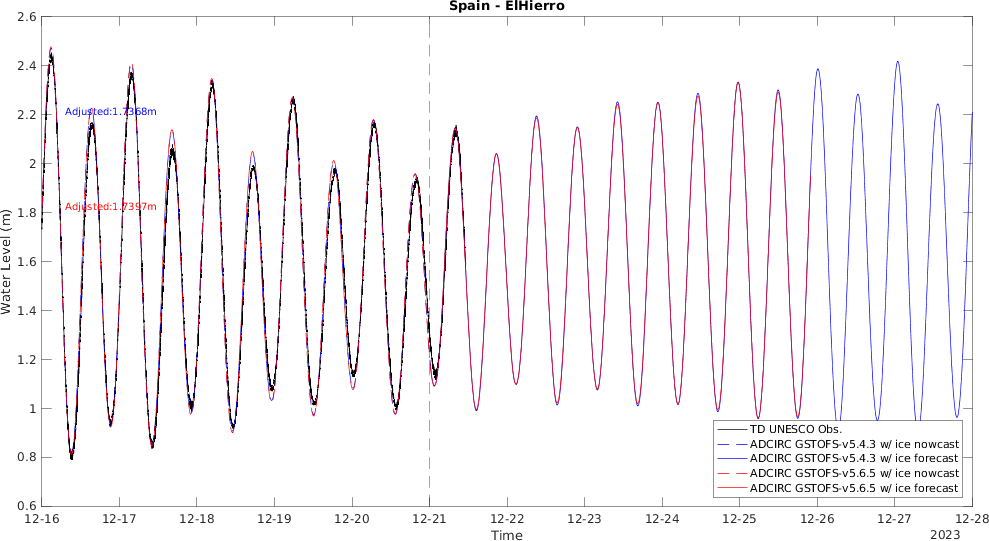 Spain - ElHierro
2.6
2.4
2.2
2
1.8
1.6
1.4
1.2
1
0.8
0.6
Water Level (m)
Adjusted:1.7368m
Adjusted:1.7397m
TD UNESCO Obs.
ADCIRC GSTOFS-v5.4.3 w/ ice nowcast
ADCIRC GSTOFS-v5.4.3 w/ ice forecast
ADCIRC GSTOFS-v5.6.5 w/ ice nowcast
ADCIRC GSTOFS-v5.6.5 w/ ice forecast
12-16 12-17 12-18 12-19 12-20 12-21 12-22 12-23 12-24 12-25 12-26 12-27 12-28
Time
2023